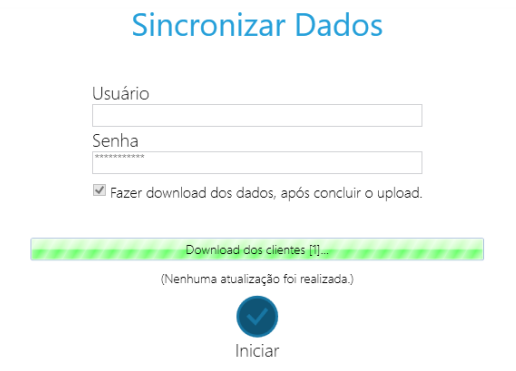 Sincronizar Dados
Usuário
Senha
***********
Fazer download dos dados, após concluir o upload.
Download dos clientes [1]...
(Nenhuma atualização foi realizada.)
Iniciar